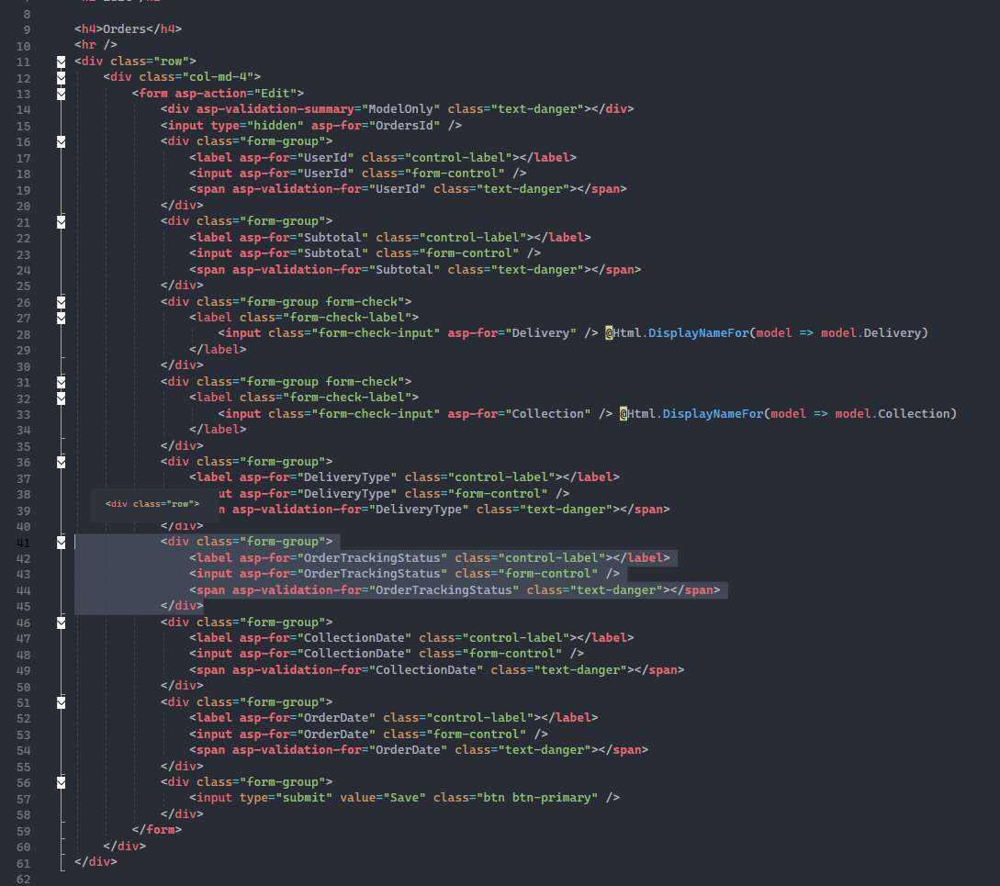 8
9 <h4>Orders</h4>
10 <hr />
11 <div class="row">
12 <div class="col-md-4">
13 <form asp-action="Edit">
14 <div asp-validation-summary="ModelOnly" class="text-danger"></div>
15 <input type="hidden" asp-for="OrdersId" />
16 <div class="form-group">
17 <label asp-for="UserId" class="control-label"></label>
18 <input asp-for="UserId" class="form-control" />
19 <span asp-validation-for="UserId" class="text-danger"></span>
20 </div>
21 <div class="form-group">
22 <label asp-for="Subtotal" class="control-label"></label>
23 <input asp-for="Subtotal" class="form-control" />
24 <span asp-validation-for="Subtotal" class="text-danger"></span>
25 </div>
26 <div class="form-group form-check">
27 <label class="form-check-label">
28 <input class="form-check-input" asp-for="Delivery" /> @Html.DisplayNameFor(model => model.Delivery)
29 </label>
30 </div>
31 <div class="form-group form-check">
32 <label class="form-check-label">
33 <input class="form-check-input" asp-for="Collection" /> @Html.DisplayNameFor(model => model.Collection)
34 </label>
35 </div>
36 <div class="form-group">
37 <label asp-for="DeliveryType" class="control-label"></label>
38 ut asp-for="DeliveryType" class="form-control" />
<div class="row">
39 n asp-validation-for="DeliveryType" class="text-danger"></span>
40 </div>
41 <div class="form-group">
42 <label asp-for="OrderTrackingStatus" class="control-label"></label>
43 <input asp-for="OrderTrackingStatus" class="form-control" />
44 <span asp-validation-for="OrderTrackingStatus" class="text-danger"></span>
45 </div>
46 <div class="form-group">
47 <label asp-for="CollectionDate" class="control-label"></label>
48 <input asp-for="CollectionDate" class="form-control" />
49 <span asp-validation-for="CollectionDate" class="text-danger"></span>
50 </div>
51 <div class="form-group">
52 <label asp-for="OrderDate" class="control-label"></label>
53 <input asp-for="OrderDate" class="form-control" />
54 <span asp-validation-for="OrderDate" class="text-danger"></span>
55 </div>
56 <div class="form-group">
57 <input type="submit" value="Save" class="btn btn-primary" />
58 </div>
59 </form>
60 </div>
61 </div>
62